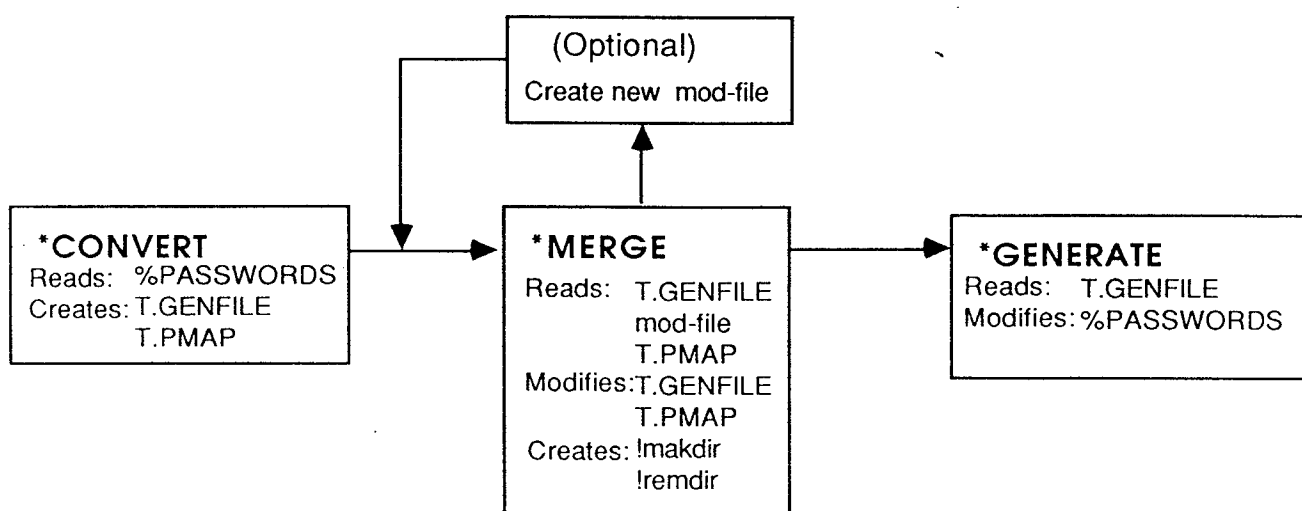 (Optional)
Create new mod-file
*CONVERT
Reads: %PASSWORDS
Creates: T.GENFILE
T.PMAP
*MERGE
Reads: T.GENFILE
mod-file
T.PMAP
Modifies: T.GENFILE
T.PMAP
Creates: !makdir
!remdir
*GENERATE
Reads: T.GENFILE
Modifies: %PASSWORDS